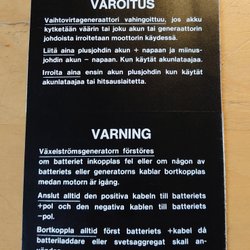 VAROITUS
Vaihtovirtageneraattori vahingoittuu, jos akku
kytketään väärin tai joku akun tai generaattorin
johdoista irroitetaan moottorin käydessä.
Liitä aina plusjohdin akun + napaan ja miinus-
johdin akun – napaan. Kun käytät akunlataajaa.
Irroita aina ensin akun plusjohdin kun käytät
akunlataajaa tai hitsauslaitetta.
VARNING
Växelströmsgeneratorn förstöres
om batteriet inkopplas fel eller om någon av
batteriets eller generatorns kablar bortkopplas
medan motorn är igång.
Anslut alltid den positiva kabeln till batteriets
+pol och den negativa kabeln till batteriets
–pol.
Bortkoppla alltid först batteriets +kabel då
batteriladdare eller svetsaggregat skall an-